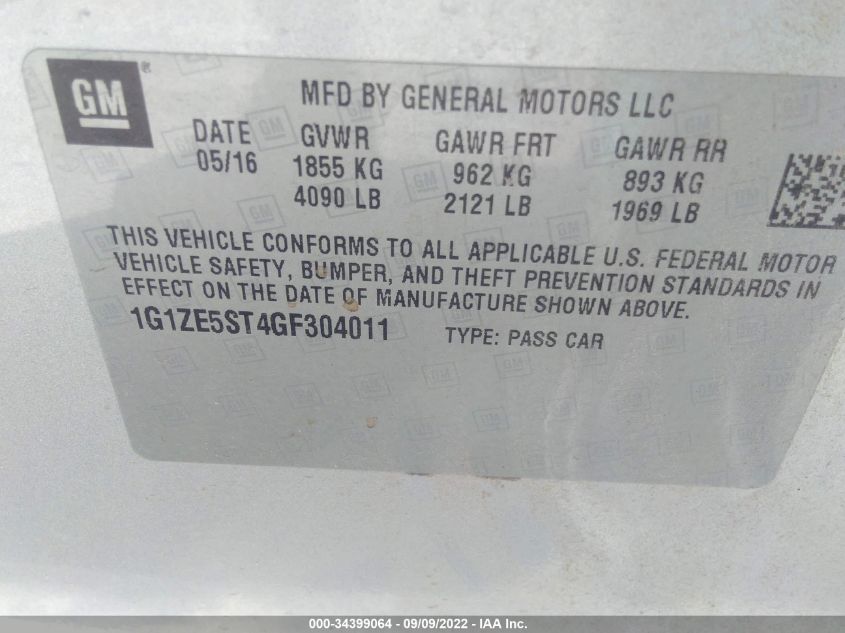 GM®
MFD BY GENERAL MOTORS LLC
DATE GVWR GAWR FRT GAWR RR
05/16 1855 KG 962 KG 893 KG
4090 LB 2121 LB 1969 LB
THIS VEHICLE CONFORMS TO ALL APPLICABLE U.S. FEDERAL MOTOR
VEHICLE SAFETY, BUMPER, AND THEFT PREVENTION STANDARDS IN
EFFECT ON THE DATE OF MANUFACTURE SHOWN ABOVE.
1G1ZE5ST4GF304011 TYPE: PASS CAR
000-34399064 - 09/09/2022 - IAA Inc.